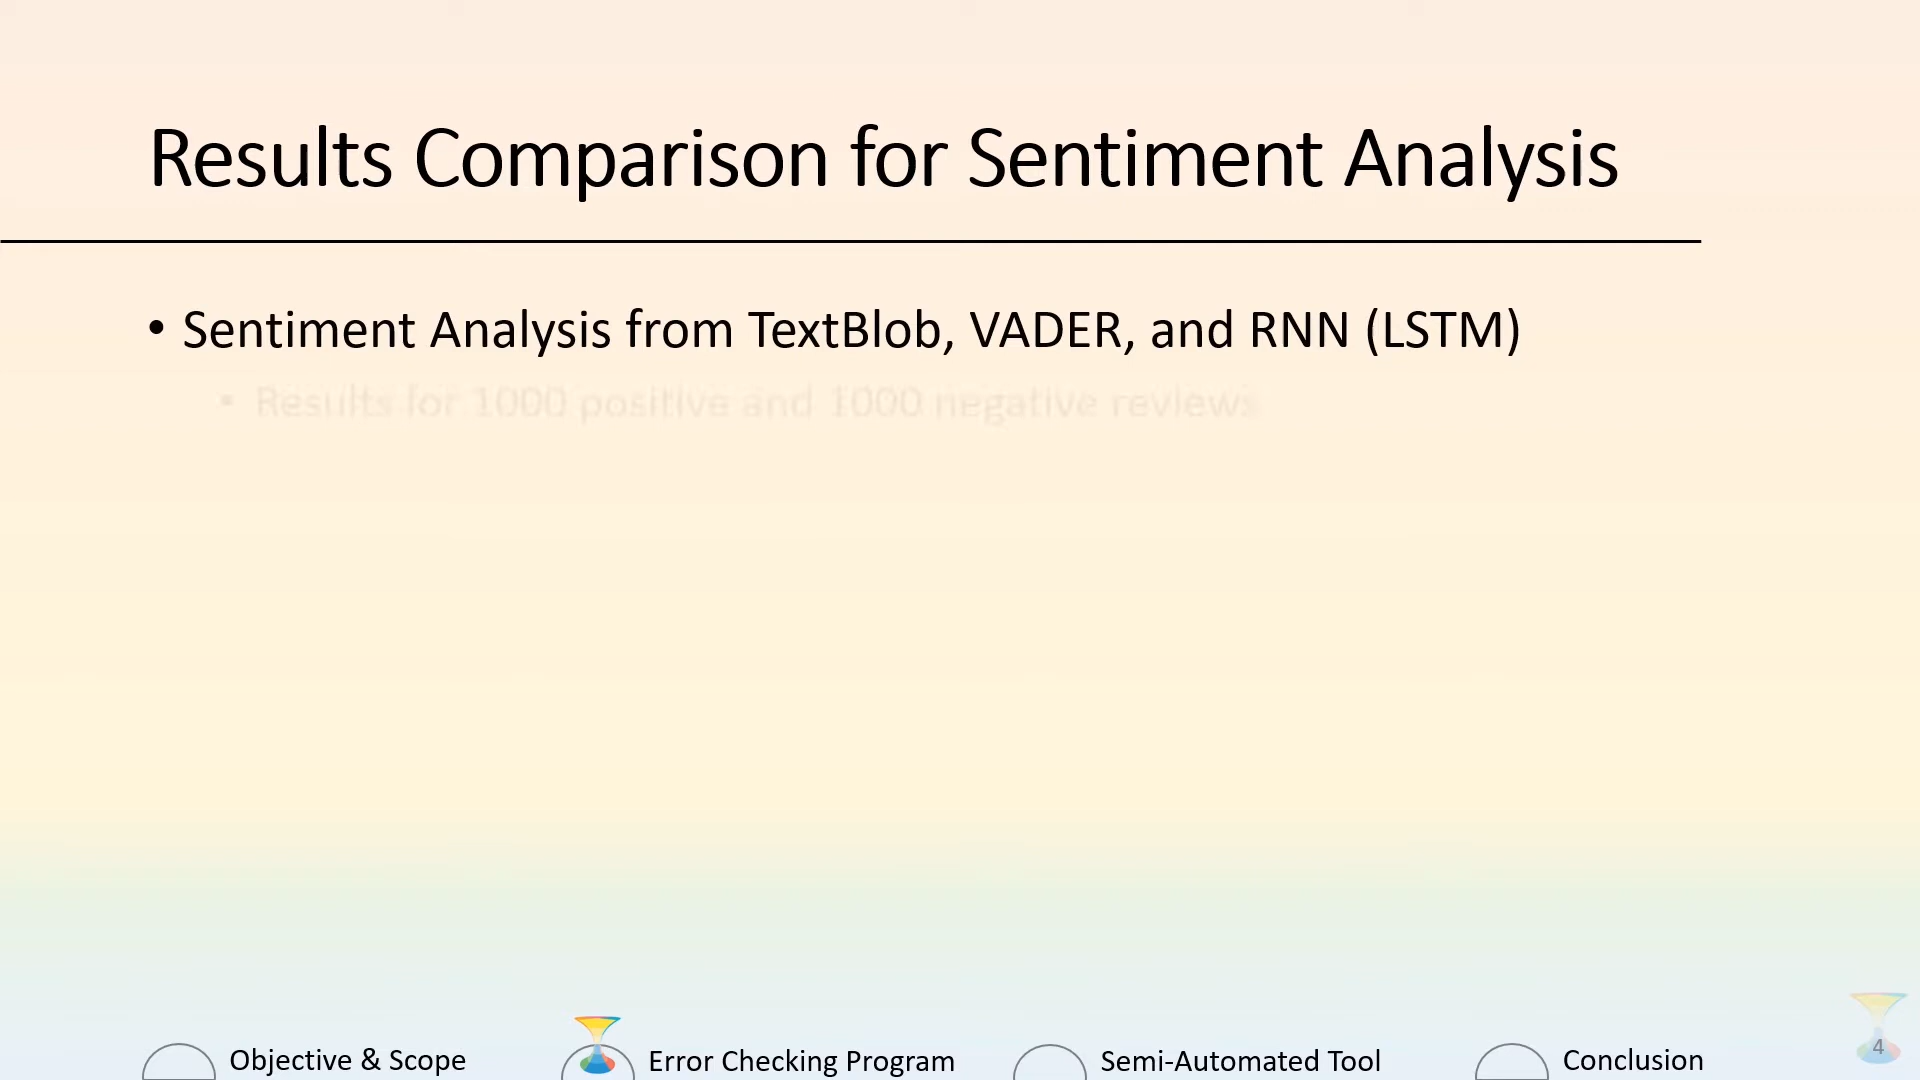 Results Comparison for Sentiment Analysis
• Sentiment Analysis from TextBlob, VADER, and RNN (LSTM)
• Results for 1000 positive and 1000 negative reviews
Objective & Scope
Error Checking Program
Semi-Automated Tool
Conclusion
4